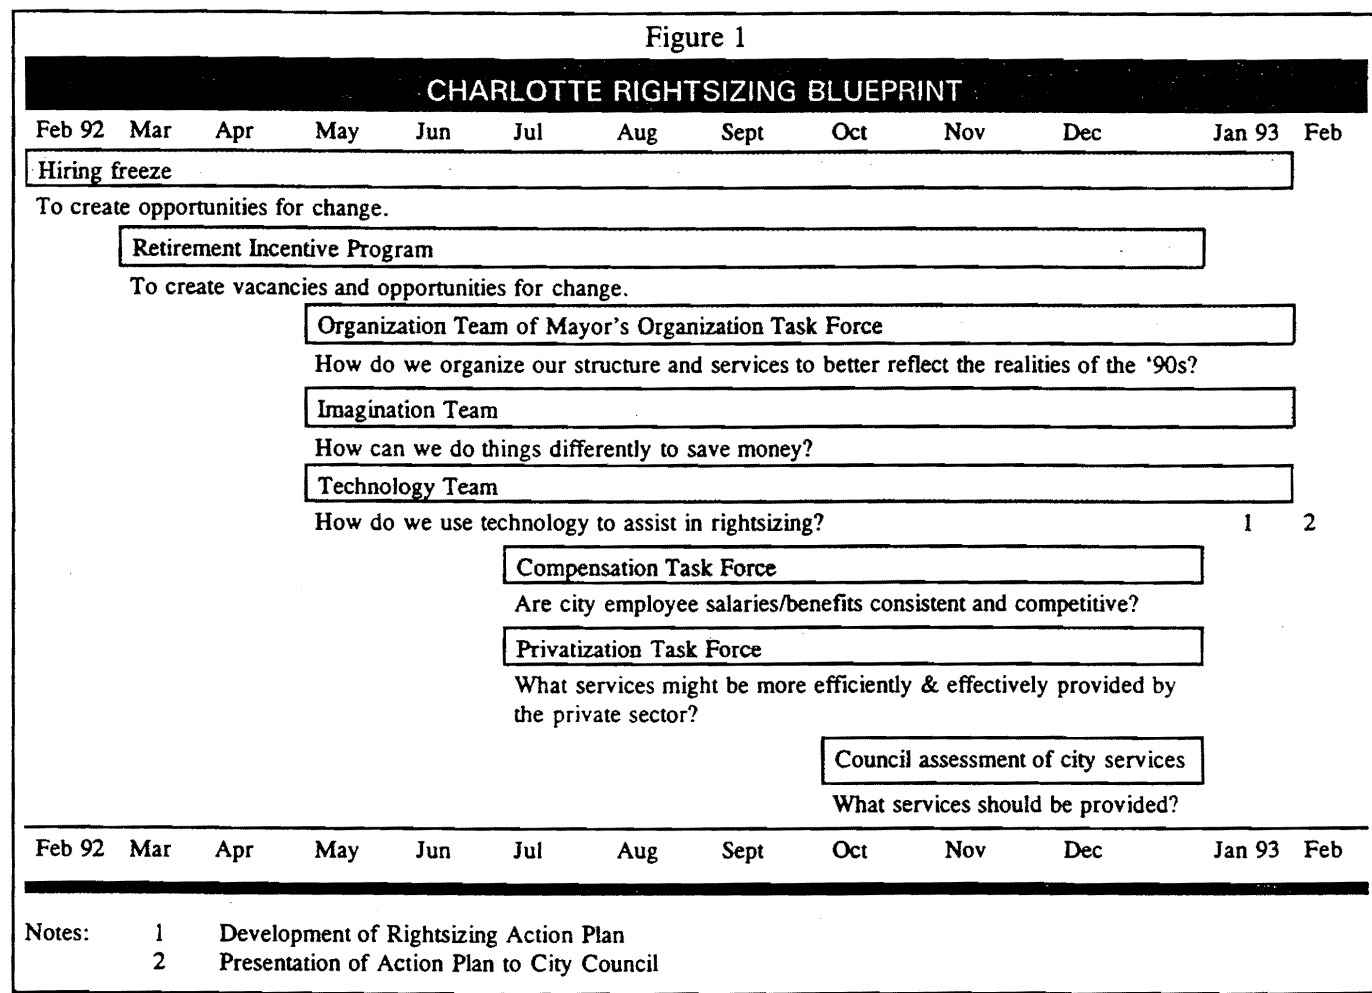 Figure 1
CHARLOTTE RIGHTSIZING BLUEPRINT
Feb 92 Mar Apr May Jun Jul Aug Sept Oct Nov Dec Jan 93 Feb
Hiring freeze
To create opportunities for change.
Retirement Incentive Program
To create vacancies and opportunities for change.
Organization Team of Mayor's Organization Task Force
How do we organize our structure and services to better reflect the realities of the '90s?
Imagination Team
How can we do things differently to save money?
Technology Team
How do we use technology to assist in rightsizing? 1 2
Compensation Task Force
Are city employee salaries/benefits consistent and competitive?
Privatization Task Force
What services might be more efficiently & effectively provided by
the private sector?
Council assessment of city services
What services should be provided?
Feb 92 Mar Apr May Jun Jul Aug Sept Oct Nov Dec Jan 93 Feb
Notes: 1 Development of Rightsizing Action Plan
2 Presentation of Action Plan to City Council